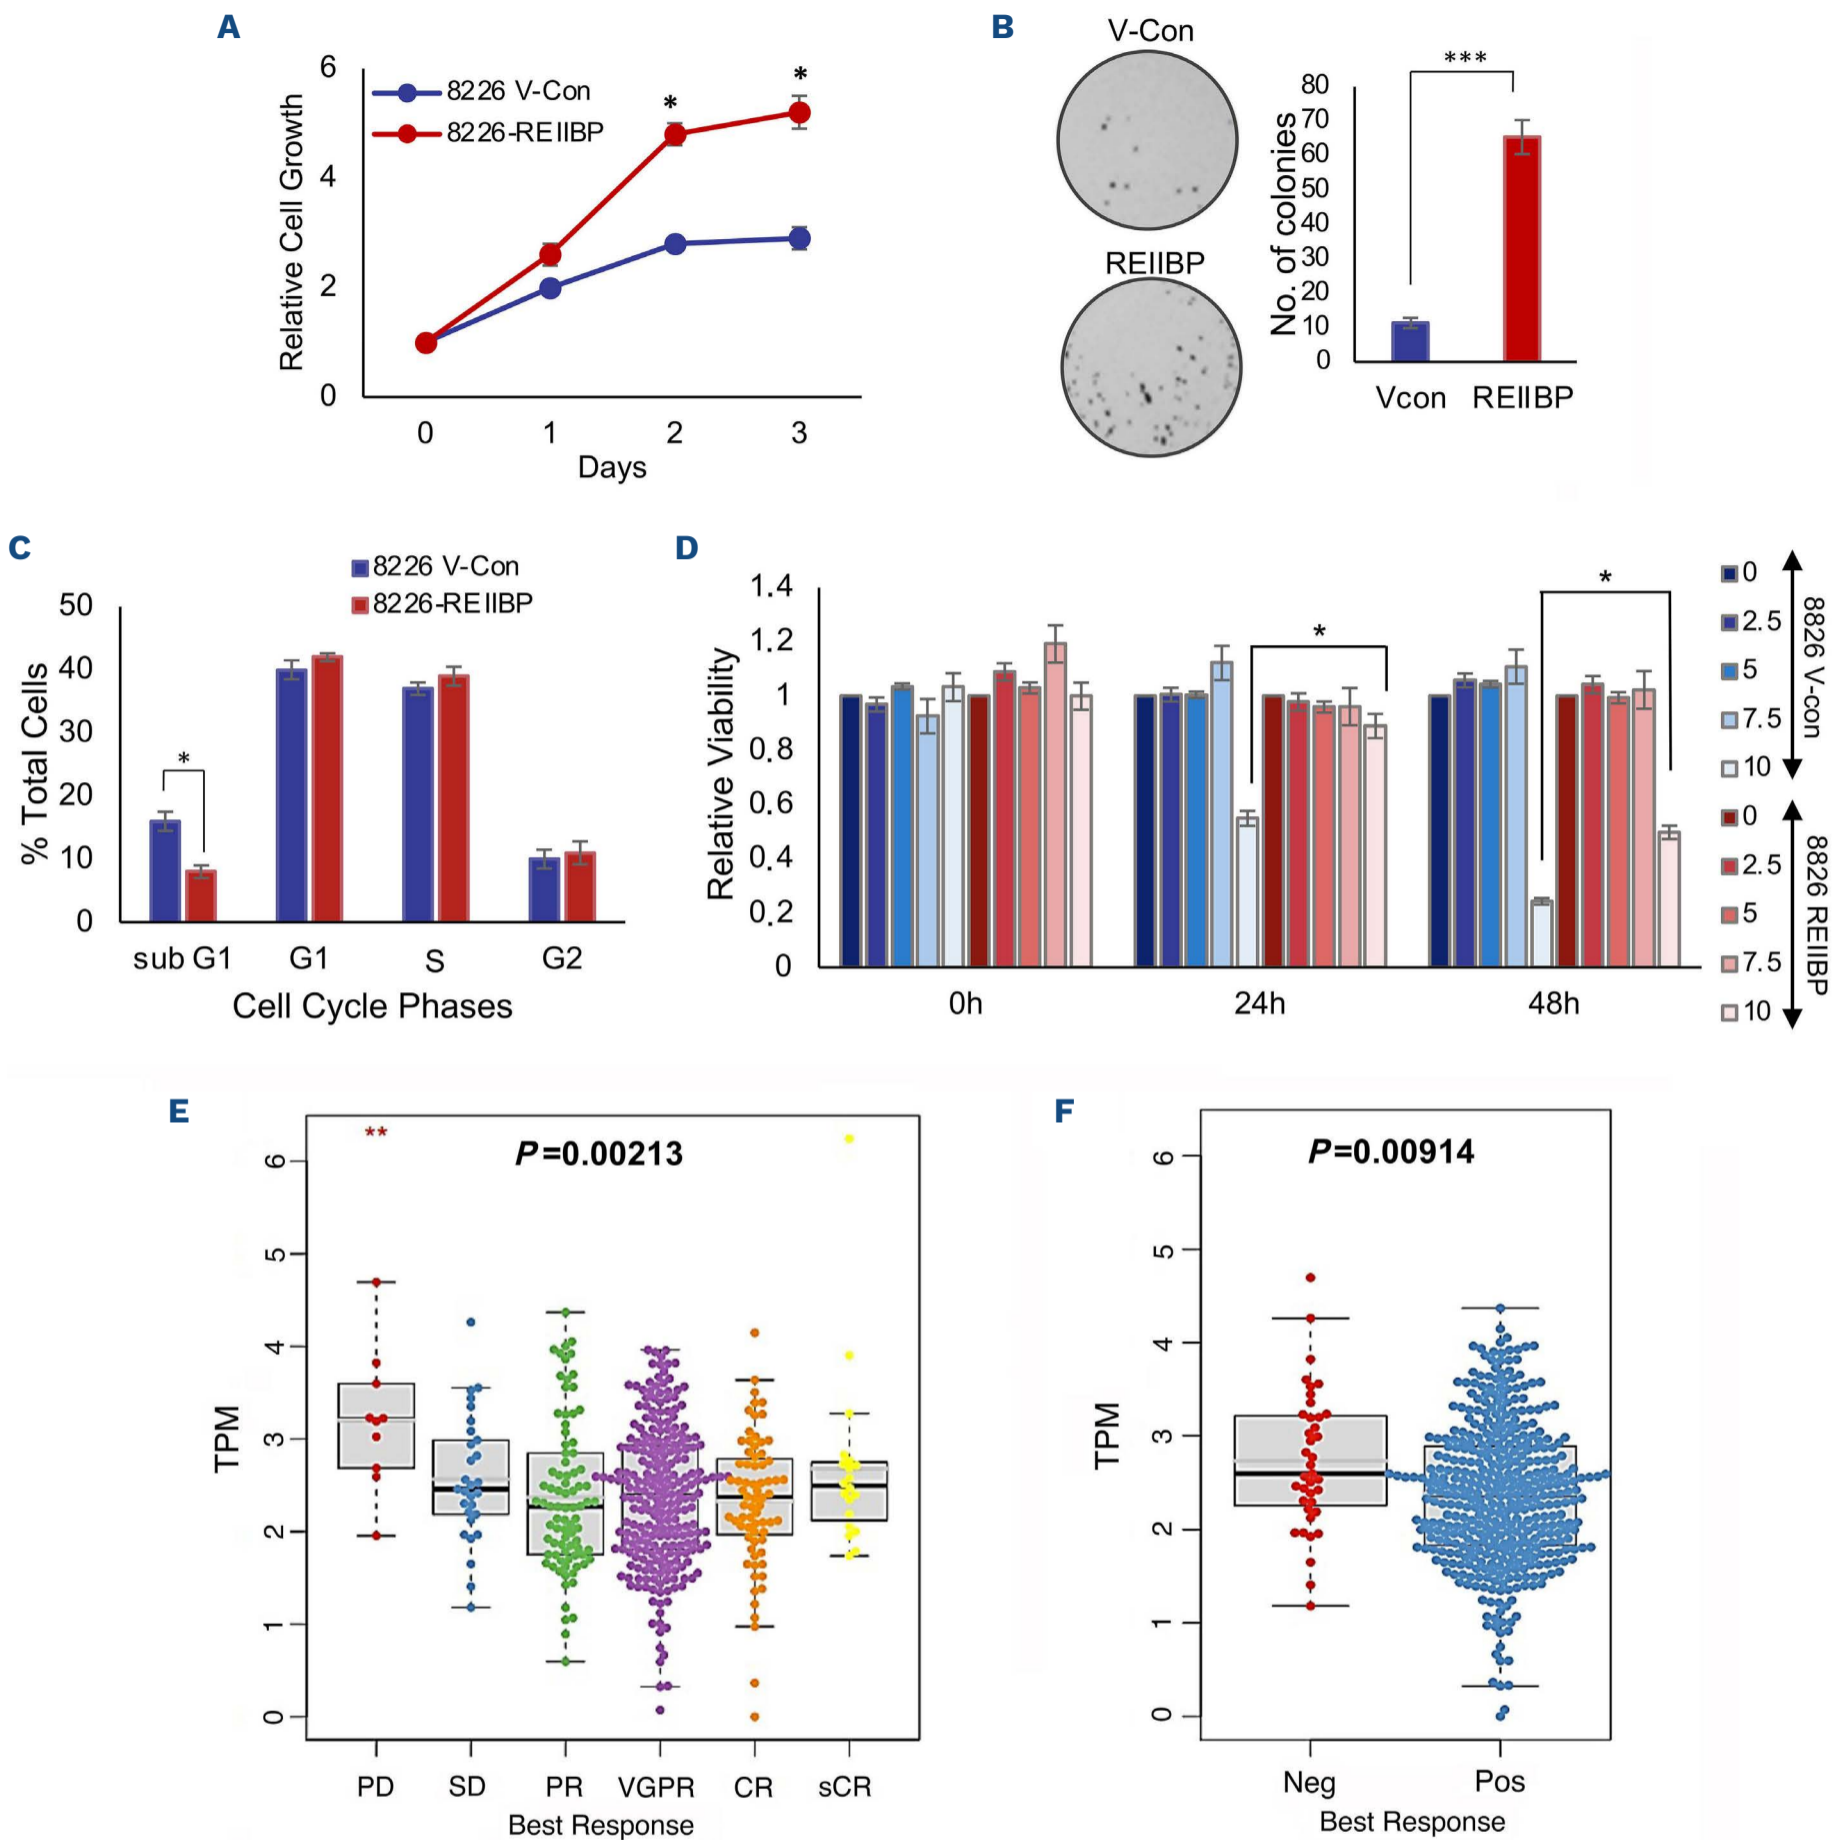 A
6
4
2
0
Relative Cell Growth
8226 V-Con
8226-REIIBP
*
*
0 1 2 3
Days
B
V-Con
REIIBP
***
80
70
60
50
40
30
20
10
0
No. of colonies
Vcon REIIBP
C
8226 V-Con
8226-REIIBP
50
40
30
20
10
0
% Total Cells
*
sub G1 G1 S G2
Cell Cycle Phases
D
1.4
1.2
1
0.8
0.6
0.4
0.2
0
Relative Viability
*
*
0h 24h 48h
0
2.5
5
7.5
10
8826 V-con
0
2.5
5
7.5
10
8826 REIIBP
E
**
P=0.00213
6
5
4
3
2
1
0
TPM
PD SD PR VGPR CR sCR
Best Response
F
P=0.00914
6
5
4
3
2
1
0
TPM
Neg Pos
Best Response